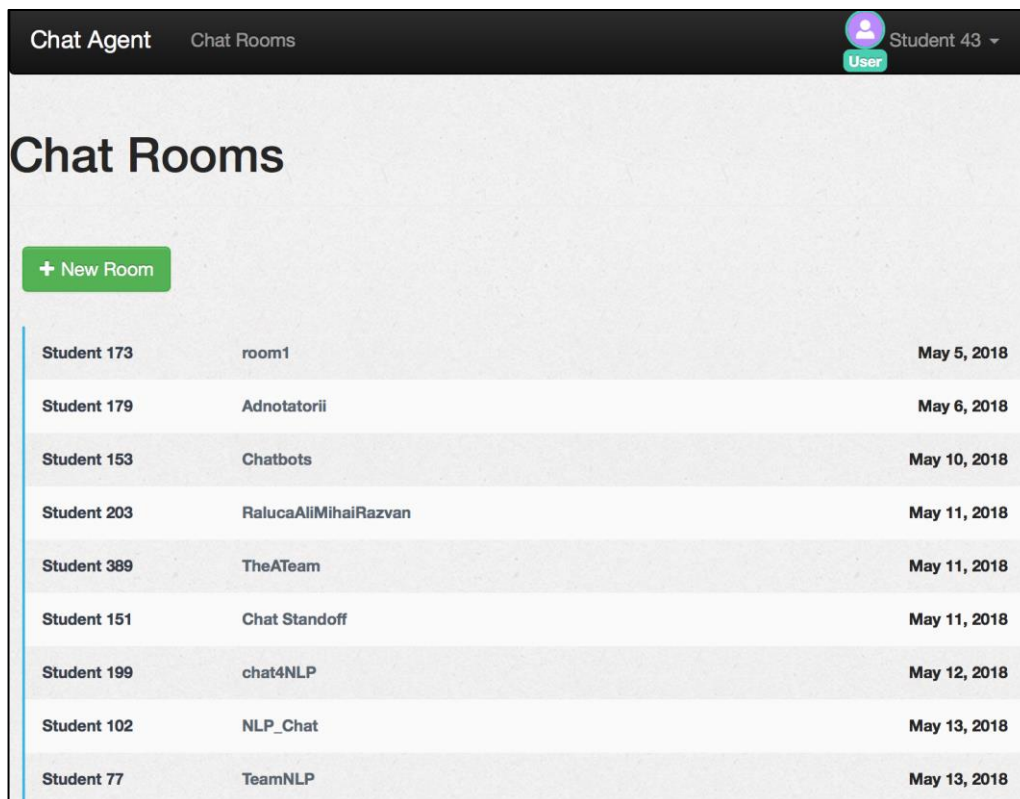 Chat Agent Chat Rooms Student 43
User
Chat Rooms
+ New Room
Student 173 room1 May 5, 2018
Student 179 Adnotatorii May 6, 2018
Student 153 Chatbots May 10, 2018
Student 203 RalucaAliMihaiRazvan May 11, 2018
Student 389 TheATeam May 11, 2018
Student 151 Chat Standoff May 11, 2018
Student 199 chat4NLP May 12, 2018
Student 102 NLP_Chat May 13, 2018
Student 77 TeamNLP May 13, 2018